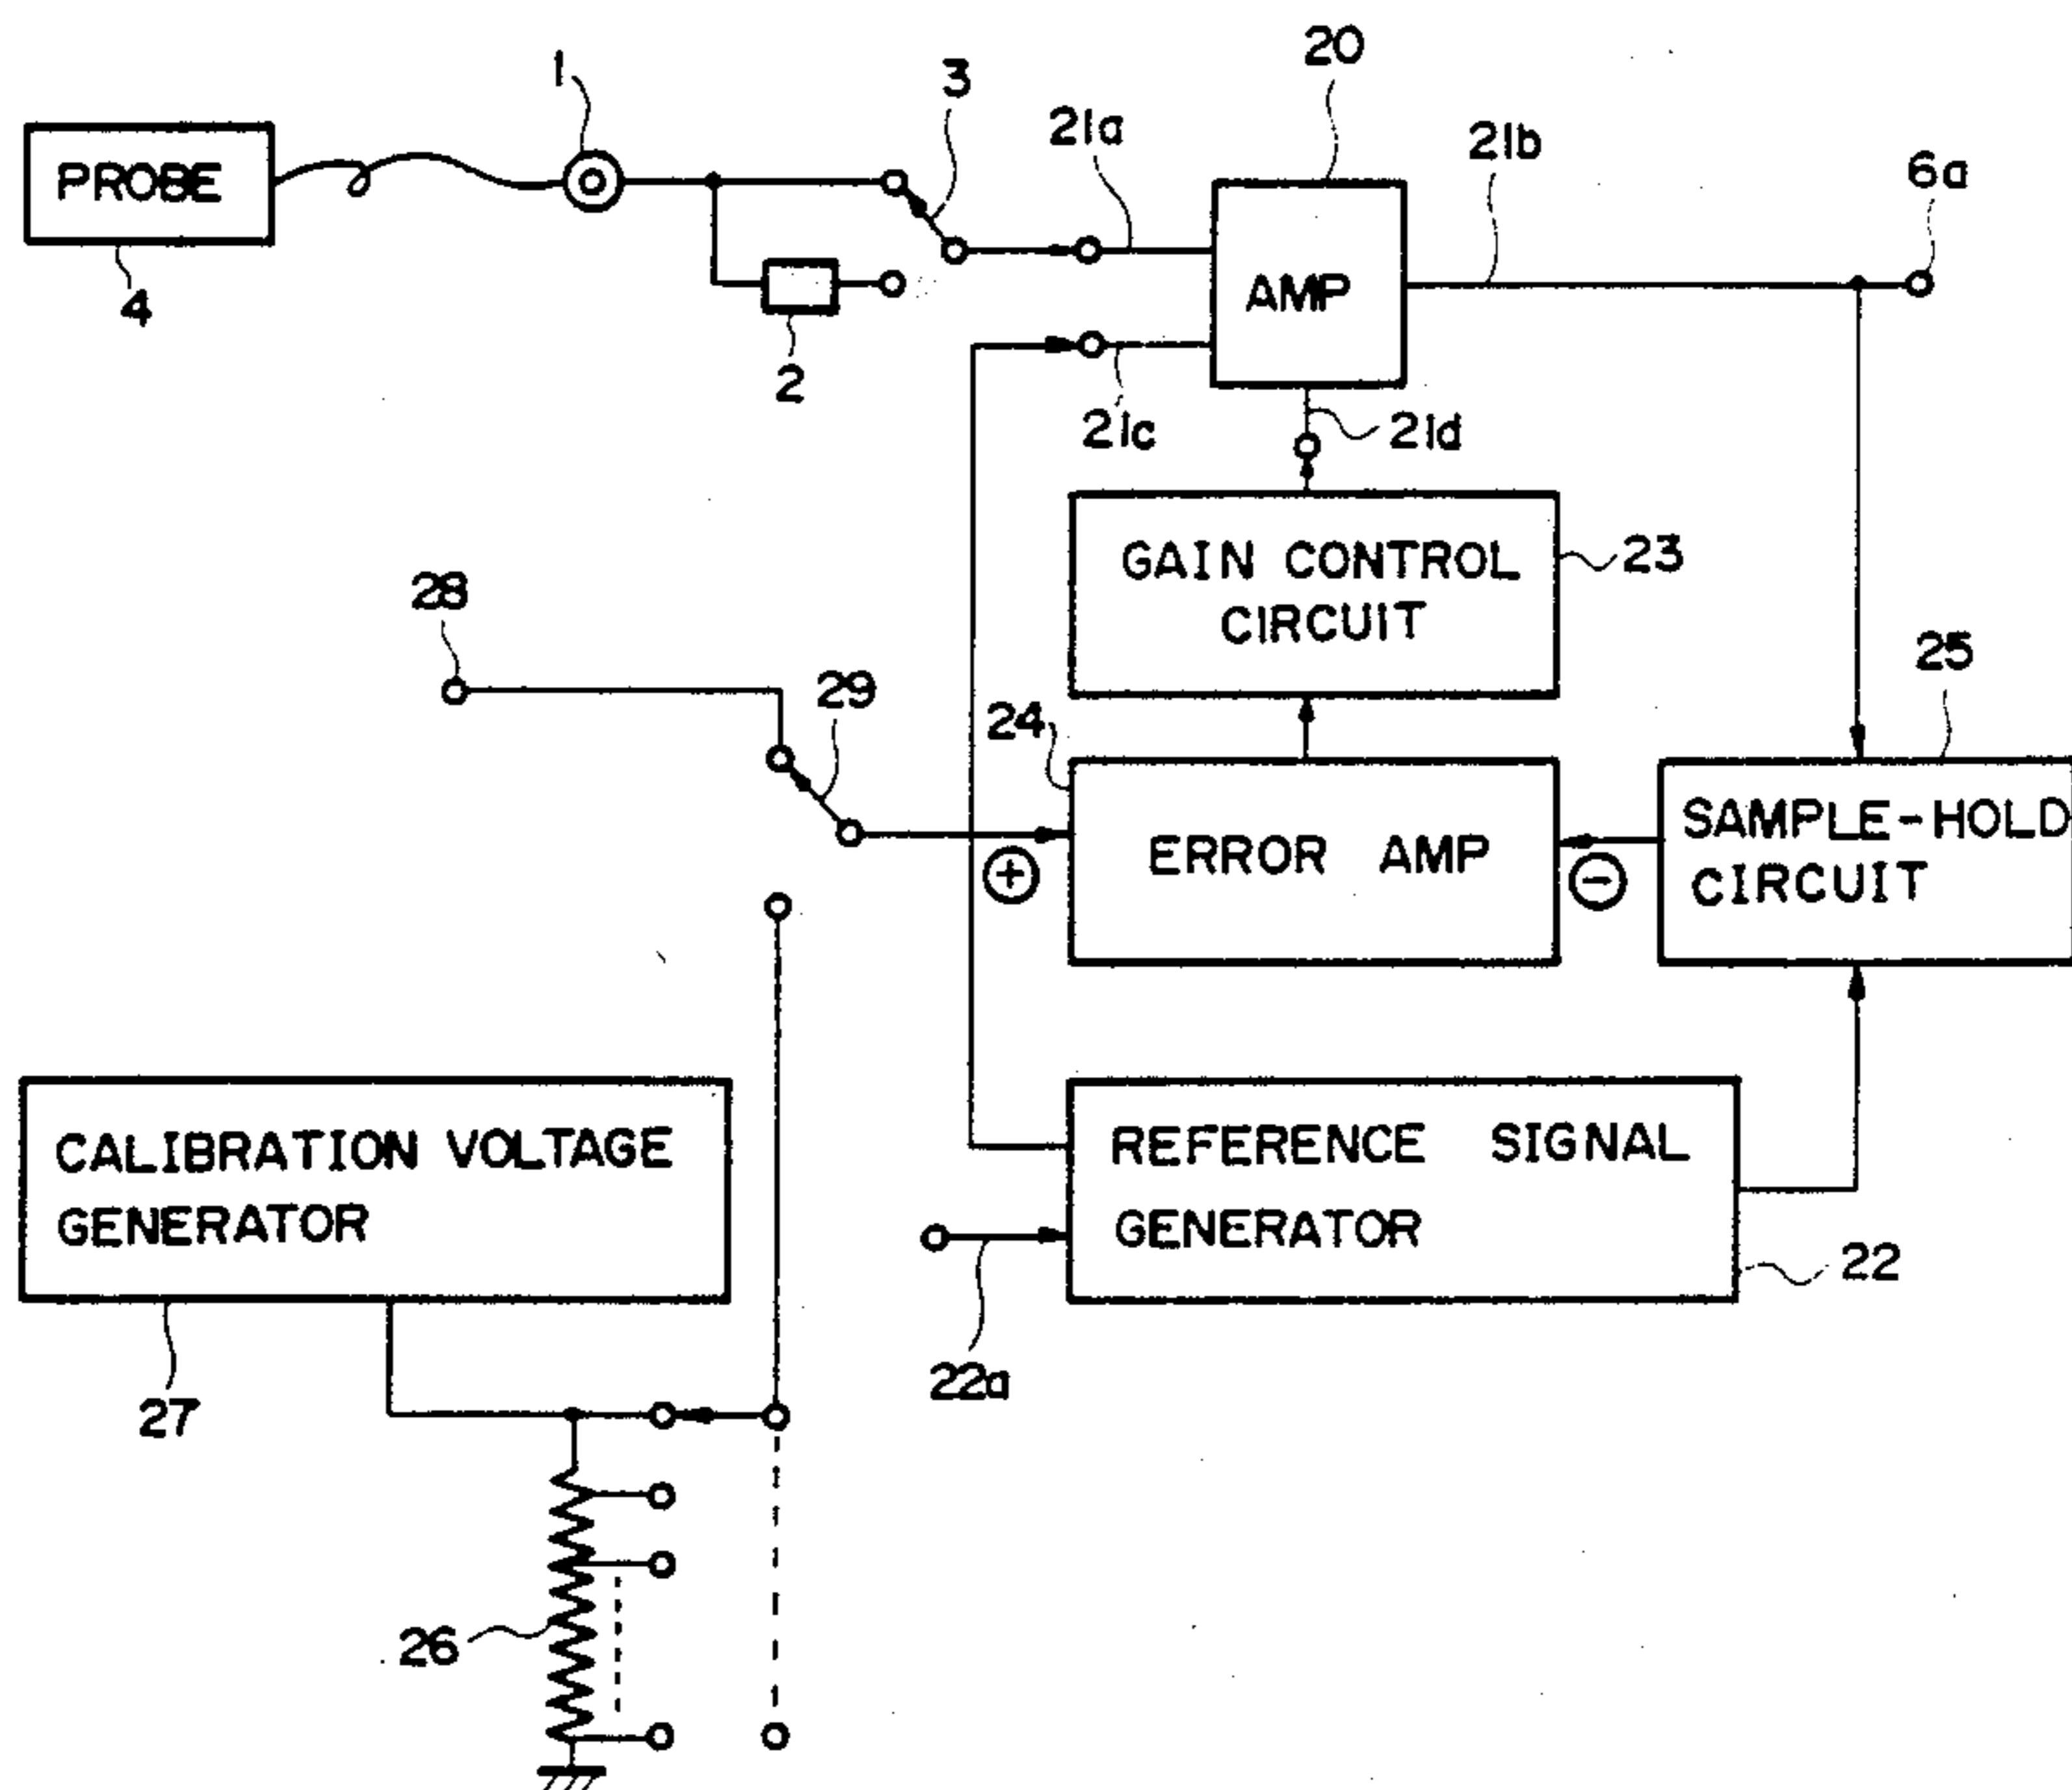 20
1
3
21a
21b
6a
PROBE
AMP
4
2
21c
21d
GAIN CONTROL
CIRCUIT
23
28
29
24
25
ERROR AMP
SAMPLE-HOLD
CIRCUIT
+
−
CALIBRATION VOLTAGE
GENERATOR
REFERENCE SIGNAL
GENERATOR
22
22a
27
26